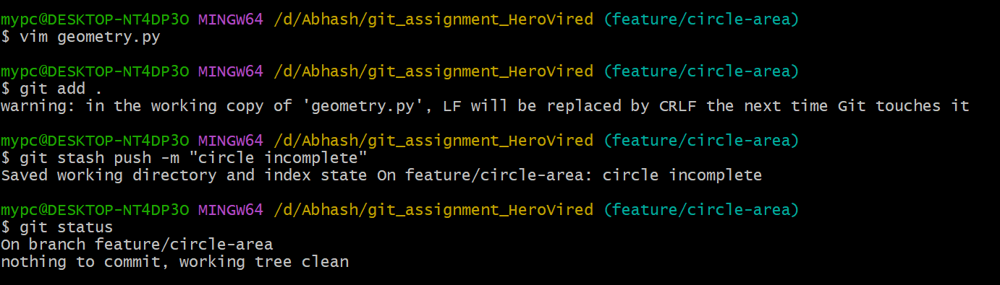 mypc@DESKTOP-NT4DP3O MINGW64 /d/Abhash/git_assignment_HeroVired (feature/circle-area)
$ vim geometry.py
mypc@DESKTOP-NT4DP3O MINGW64 /d/Abhash/git_assignment_HeroVired (feature/circle-area)
$ git add .
warning: in the working copy of 'geometry.py', LF will be replaced by CRLF the next time Git touches it
mypc@DESKTOP-NT4DP3O MINGW64 /d/Abhash/git_assignment_HeroVired (feature/circle-area)
$ git stash push -m "circle incomplete"
Saved working directory and index state On feature/circle-area: circle incomplete
mypc@DESKTOP-NT4DP3O MINGW64 /d/Abhash/git_assignment_HeroVired (feature/circle-area)
$ git status
On branch feature/circle-area
nothing to commit, working tree clean